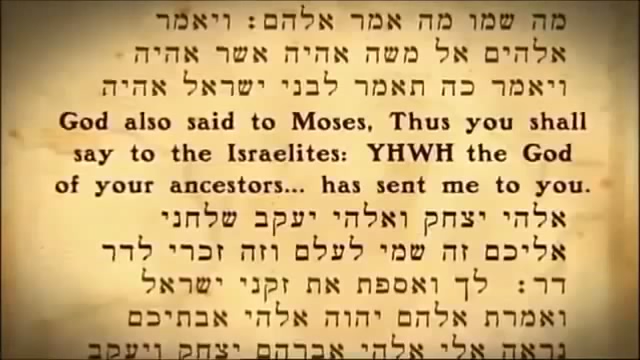 מה שמו מה אמר אלהם: ויאמר
אלהים אל משה אהיה אשר אהיה
ויאמר כה תאמר לבני ישראל אהיה
God also said to Moses, Thus you shall
say to the Israelites: YHWH the God
of your ancestors... has sent me to you.
אלהי יצחק ואלהי יעקב שלחני
אליכם זה שמי לעלם וזה זכרי לדר
דר: לך ואספת את זקני ישראל
ואמרת אלהם יהוה אלהי אבתיכם
נראה אלי אלהי אברהם יצחק ויעקב